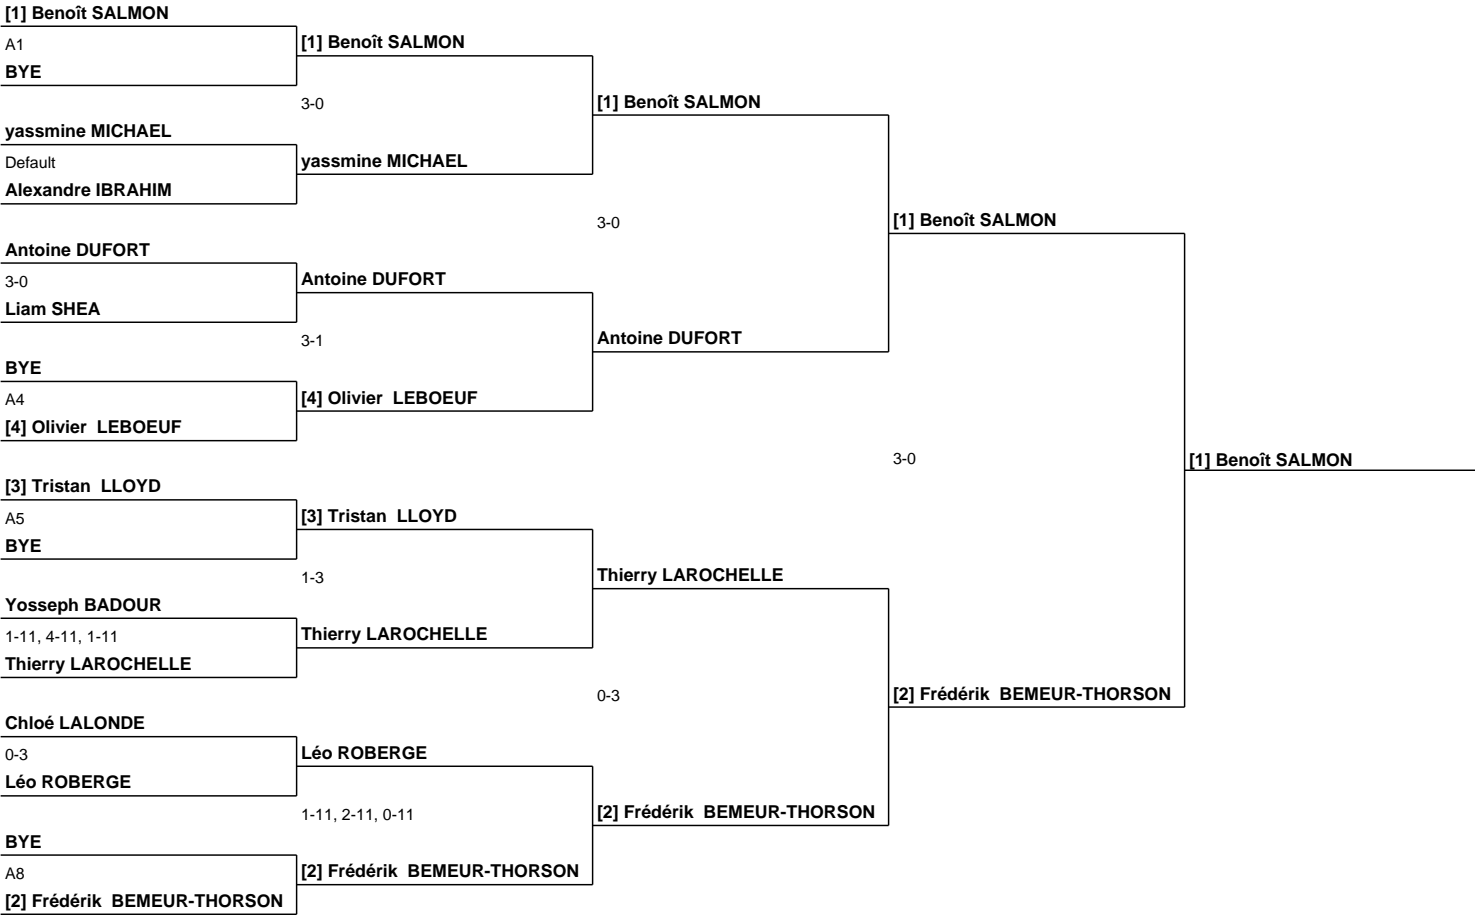 [1] Benoît SALMON
A1
BYE
[1] Benoît SALMON
3-0
yassmine MICHAEL
Default
Alexandre IBRAHIM
yassmine MICHAEL
[1] Benoît SALMON
3-0
Antoine DUFORT
3-0
Liam SHEA
Antoine DUFORT
3-1
BYE
A4
[4] Olivier LEBOEUF
[4] Olivier LEBOEUF
Antoine DUFORT
[1] Benoît SALMON
3-0
[1] Benoît SALMON
[3] Tristan LLOYD
A5
BYE
[3] Tristan LLOYD
1-3
Yosseph BADOUR
1-11, 4-11, 1-11
Thierry LAROCHELLE
Thierry LAROCHELLE
Thierry LAROCHELLE
0-3
Chloé LALONDE
0-3
Léo ROBERGE
Léo ROBERGE
1-11, 2-11, 0-11
BYE
A8
[2] Frédérik BEMEUR-THORSON
[2] Frédérik BEMEUR-THORSON
[2] Frédérik BEMEUR-THORSON
[2] Frédérik BEMEUR-THORSON